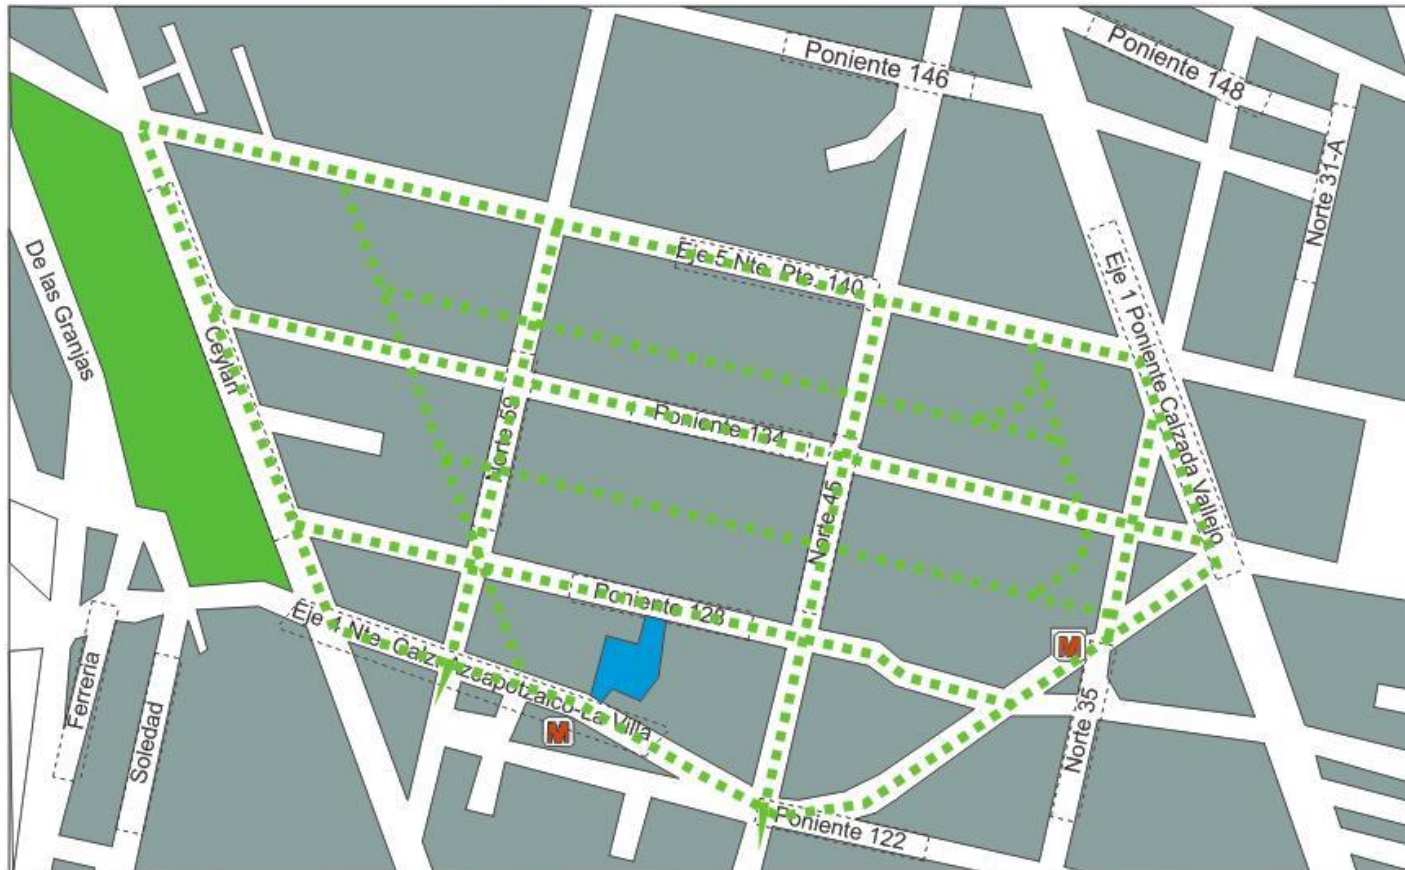 Poniente 146
Poniente 148
Norte 31-A
De las Granjas
Ceylán
Eje 5 Nte. Pte. 140
Eje 1 Poniente Calzada Vallejo
Norte 59
Poniente 134
Norte 45
Poniente 128
Eje 4 Nte. Calz. Azcapotzalco-La Villa
M
M
Ferrería
Soledad
Norte 35
Poniente 122